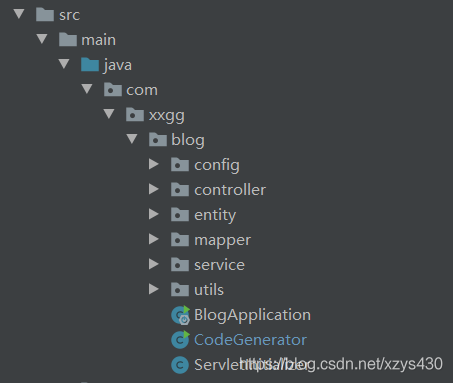 src
main
java
com
xxgg
blog
config
controller
entity
mapper
service
utils
BlogApplication
CodeGenerator
ServletInitializer
https://blog.csdn.net/xzys430